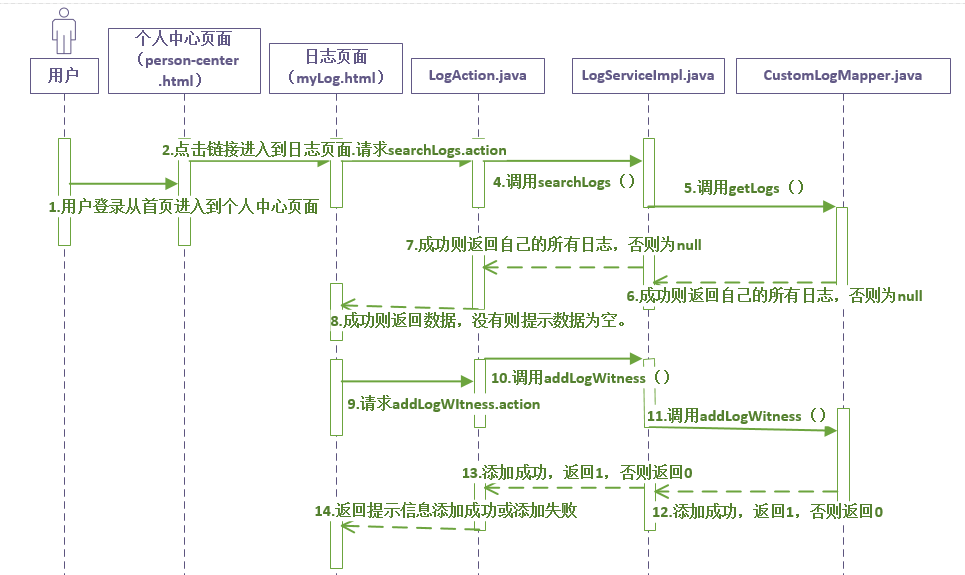 用户
个人中心页面
（person-center
.html）
日志页面
（myLog.html）
LogAction.java
LogServiceImpl.java
CustomLogMapper.java
2.点击链接进入到日志页面.请求searchLogs.action
4.调用searchLogs（）
5.调用getLogs（）
1.用户登录从首页进入到个人中心页面
7.成功则返回自己的所有日志，否则为null
6.成功则返回自己的所有日志，否则为null
8.成功则返回数据，没有则提示数据为空。
10.调用addLogWitness（）
9.请求addLogWItness.action
11.调用addLogWitness（）
13.添加成功，返回1，否则返回0
14.返回提示信息添加成功或添加失败
12.添加成功，返回1，否则返回0